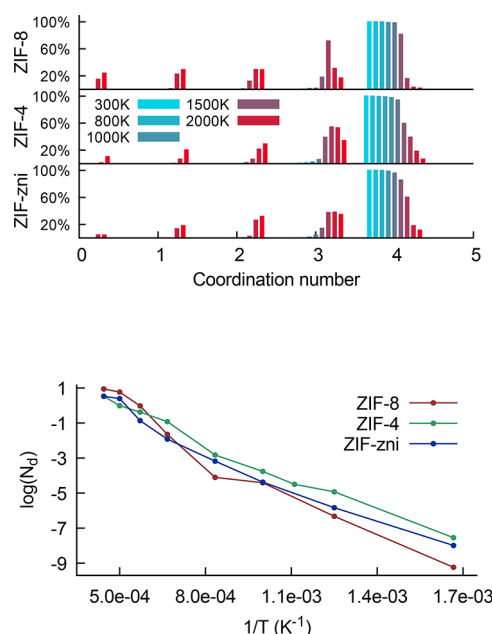 ZIF-8
100%
60%
20%
ZIF-4
100%
60%
20%
300K
1500K
800K
2000K
1000K
ZIF-zni
100%
60%
20%
0 1 2 3 4 5
Coordination number
log(Nd)
1
-1
-3
-5
-7
-9
ZIF-8
ZIF-4
ZIF-zni
5.0e-04 8.0e-04 1.1e-03 1.4e-03 1.7e-03
1/T (K-1)